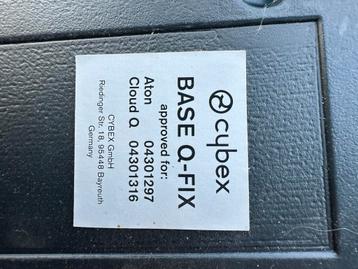 cybex
BASE Q-FIX
approved for:
Aton 04301297
Cloud Q 04301316
CYBEX GmbH
Riedinger Str. 18, 95448 Bayreuth
Germany